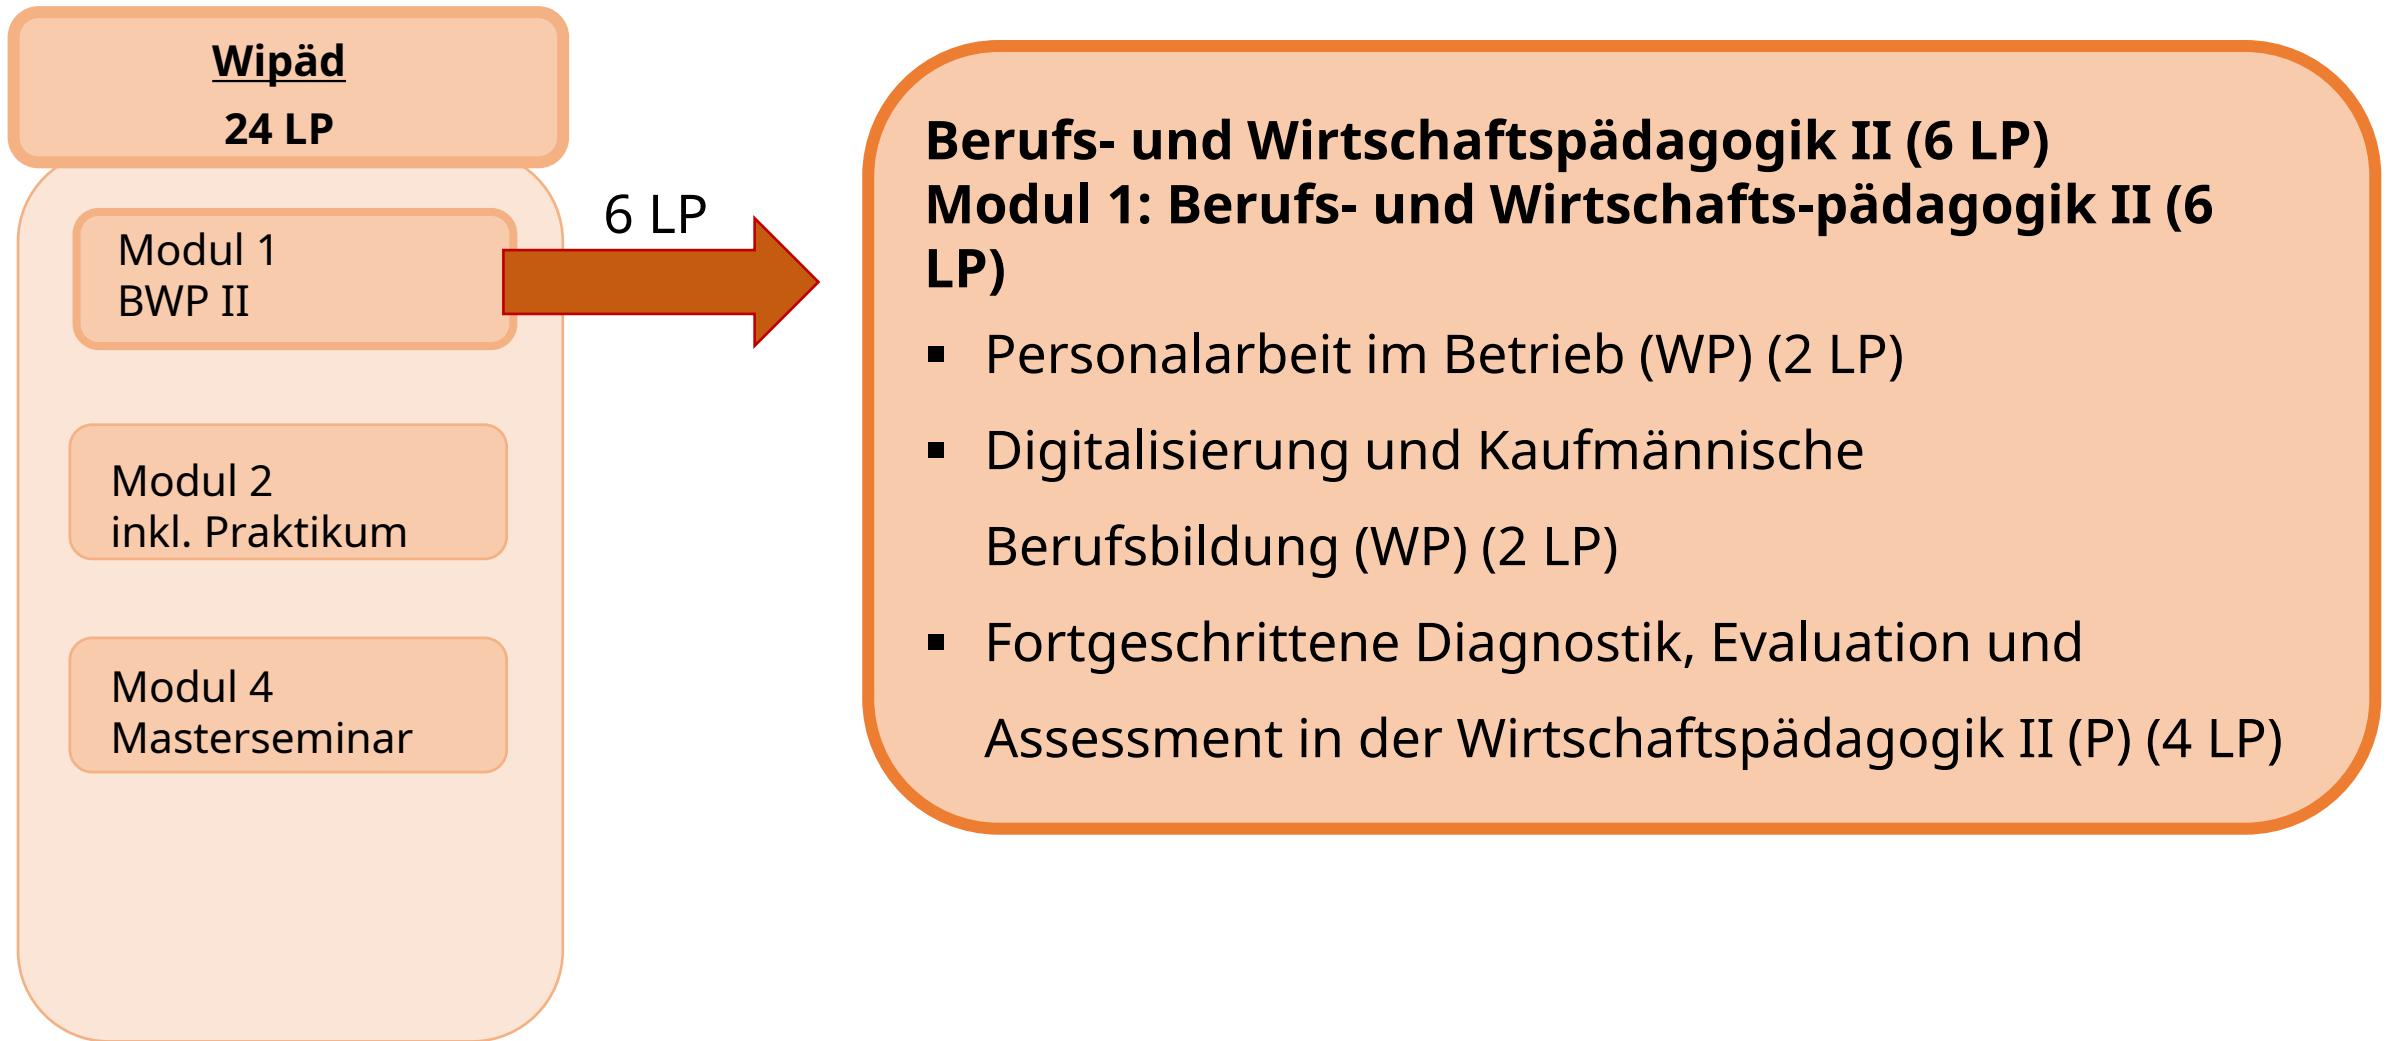 Wipäd
24 LP
Modul 1
BWP II
6 LP
Modul 2
inkl. Praktikum
Modul 4
Masterseminar
Berufs- und Wirtschaftspädagogik II (6 LP)
Modul 1: Berufs- und Wirtschafts-pädagogik II (6
LP)
▪ Personalarbeit im Betrieb (WP) (2 LP)
▪ Digitalisierung und Kaufmännische
Berufsbildung (WP) (2 LP)
▪ Fortgeschrittene Diagnostik, Evaluation und
Assessment in der Wirtschaftspädagogik II (P) (4 LP)